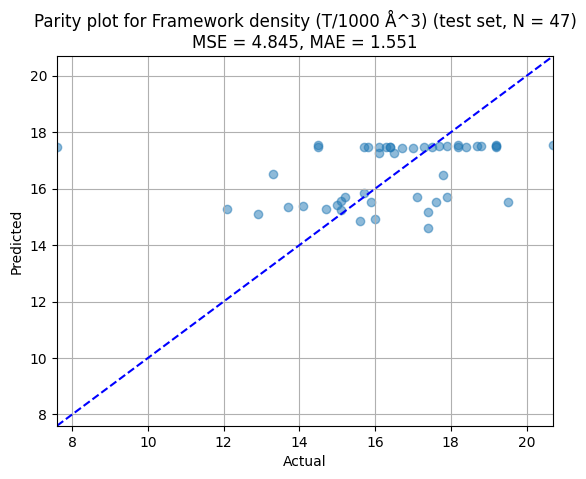 Parity plot for Framework density (T/1000 Å^3) (test set, N = 47)
MSE = 4.845, MAE = 1.551
20
18
16
14
12
10
8
Predicted
8 10 12 14 16 18 20
Actual